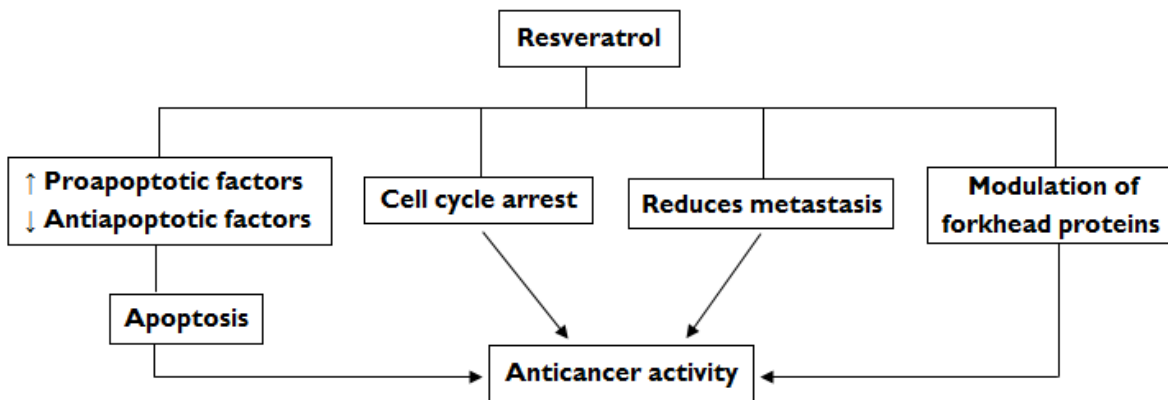 Resveratrol
↑ Proapoptotic factors
↓ Antiapoptotic factors
Cell cycle arrest
Reduces metastasis
Modulation of
forkhead proteins
Apoptosis
Anticancer activity